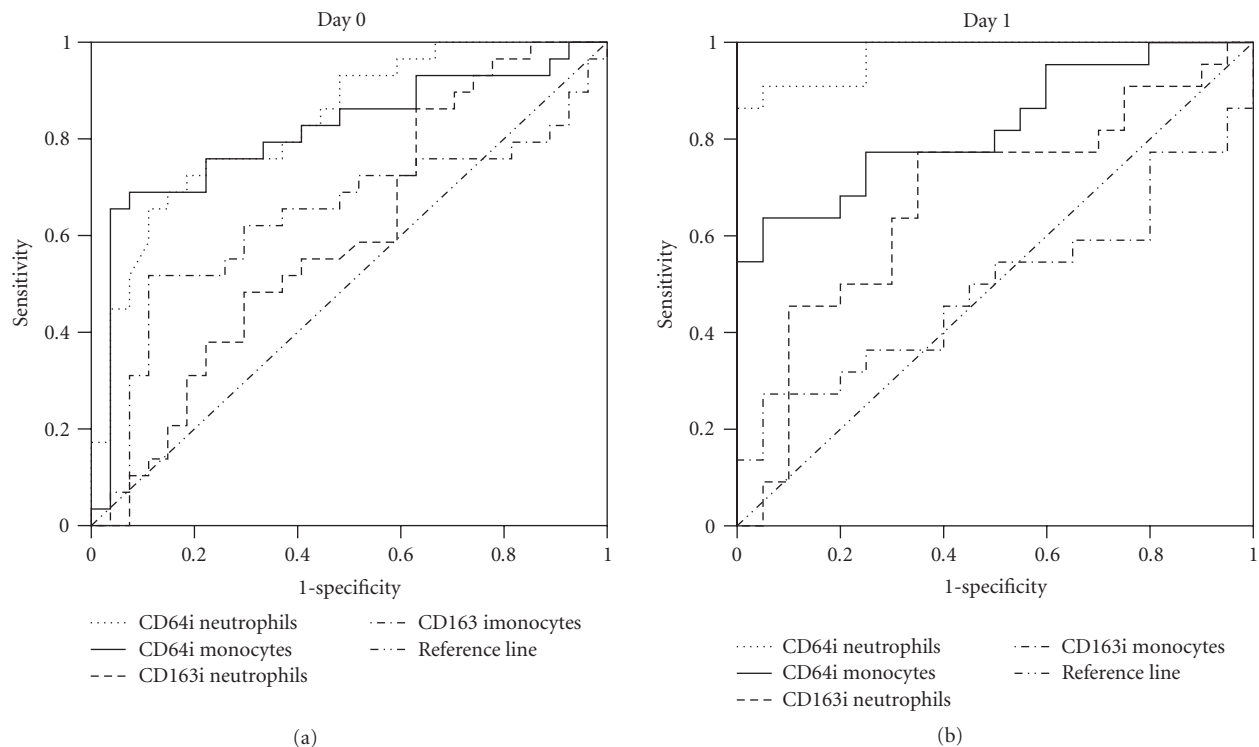 Day 0
1
0.8
0.6
0.4
0.2
0
Sensitivity
0 0.2 0.4 0.6 0.8 1
1-specificity
CD64i neutrophils
CD64i monocytes
CD163i neutrophils
CD163 imonocytes
Reference line
(a)
Day 1
1
0.8
0.6
0.4
0.2
0
Sensitivity
0 0.2 0.4 0.6 0.8 1
1-specificity
CD64i neutrophils
CD64i monocytes
CD163i neutrophils
CD163i monocytes
Reference line
(b)